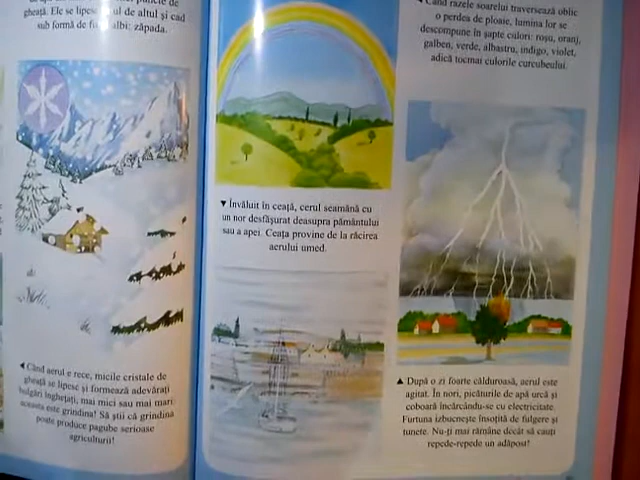 gheață. Ele se lipesc de altul și cad
sub formă de albi: zăpada.
Când aerul e rece, micile cristale de
gheață se lipesc și formează adevărați
bulgări înghețați, mai mici sau mai mari
aceasta este grindina! Să știi că grindina
poate produce pagube serioase
agriculturii!
Învăluit în ceață, cerul seamănă cu
un nor desfășurat deasupra pământului
sau a apei. Ceața provine de la răcirea
aerului umed.
Când razele soarelui traversează oblic
o perdea de ploaie, lumina lor se
descompune în șapte culori: roșu, oranj,
galben, verde, albastru, indigo, violet,
adică tocmai culorile curcubeului.
După o zi foarte călduroasă, aerul este
agitat. În nori, picăturile de apă urcă și
coboară încărcându-se cu electricitate.
Furtuna izbucnește însoțită de fulgere și
tunete. Nu-ți mai rămâne decât să cauți
repede-repede un adăpost!